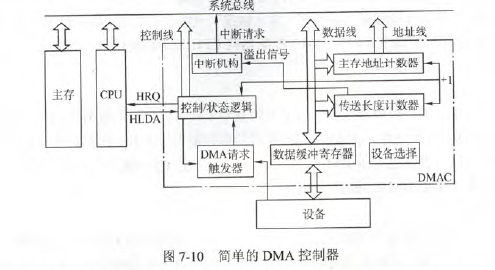 系统总线
控制线
中断请求
数据线
地址线
中断机构
溢出信号
主存地址计数器
+1
主存
CPU
HRQ
控制/状态逻辑
传送长度计数器
HLDA
DMA请求
触发器
数据缓冲寄存器
设备选择
DMAC
设备
图 7-10 简单的 DMA 控制器